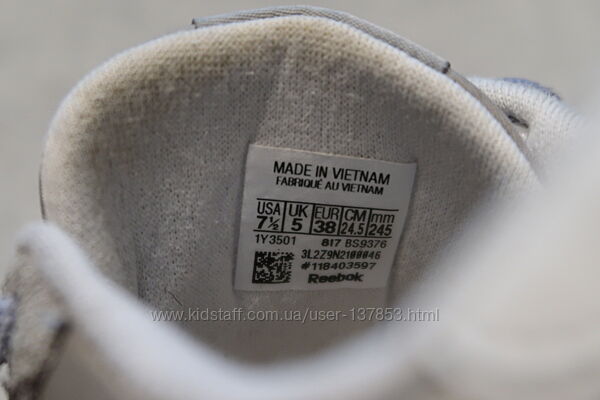 MADE IN VIETNAM
FABRIQUÉ AU VIETNAM
USA UK EUR CM mm
7½ 5 38 24.5 245
1Y3501 817 BS9376
3L2Z9N2100046
#118403597
Reebok
www.kidstaff.com.ua/user-137853.html